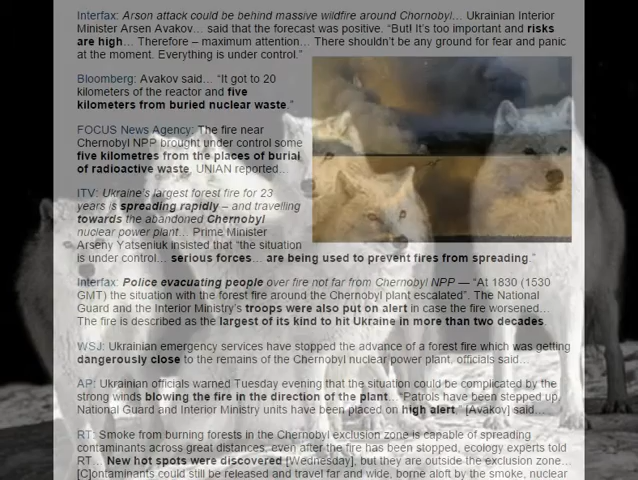 Interfax: Arson attack could be behind massive wildfire around Chornobyl… Ukrainian Interior
Minister Arsen Avakov… said that the forecast was positive. "But! It's too important and risks
are high… Therefore – maximum attention… There shouldn't be any ground for fear and panic
at the moment. Everything is under control."
Bloomberg: Avakov said… "It got to 20
kilometers of the reactor and five
kilometers from buried nuclear waste."
FOCUS News Agency: The fire near
Chernobyl NPP brought under control some
five kilometres from the places of burial
of radioactive waste, UNIAN reported…
ITV: Ukraine's largest forest fire for 23
years is spreading rapidly – and travelling
towards the abandoned Chernobyl
nuclear power plant… Prime Minister
Arseny Yatseniuk insisted that "the situation
is under control… serious forces… are being used to prevent fires from spreading."
Interfax: Police evacuating people over fire not far from Chornobyl NPP — "At 1830 (1530
GMT) the situation with the forest fire around the Chornobyl plant escalated". The National
Guard and the Interior Ministry's troops were also put on alert in case the fire worsened…
The fire is described as the largest of its kind to hit Ukraine in more than two decades.
WSJ: Ukrainian emergency services have stopped the advance of a forest fire which was getting
dangerously close to the remains of the Chernobyl nuclear power plant, officials said…
AP: Ukrainian officials warned Tuesday evening that the situation could be complicated by the
strong winds blowing the fire in the direction of the plant… "Patrols have been stepped up,
National Guard and Interior Ministry units have been placed on high alert," [Avakov] said…
RT: Smoke from burning forests in the Chernobyl exclusion zone is capable of spreading
contaminants across great distances, even after the fire has been stopped, ecology experts told
RT… New hot spots were discovered [Wednesday], but they are outside the exclusion zone…
[C]ontaminants could still be released and travel far and wide, borne aloft by the smoke, nuclear